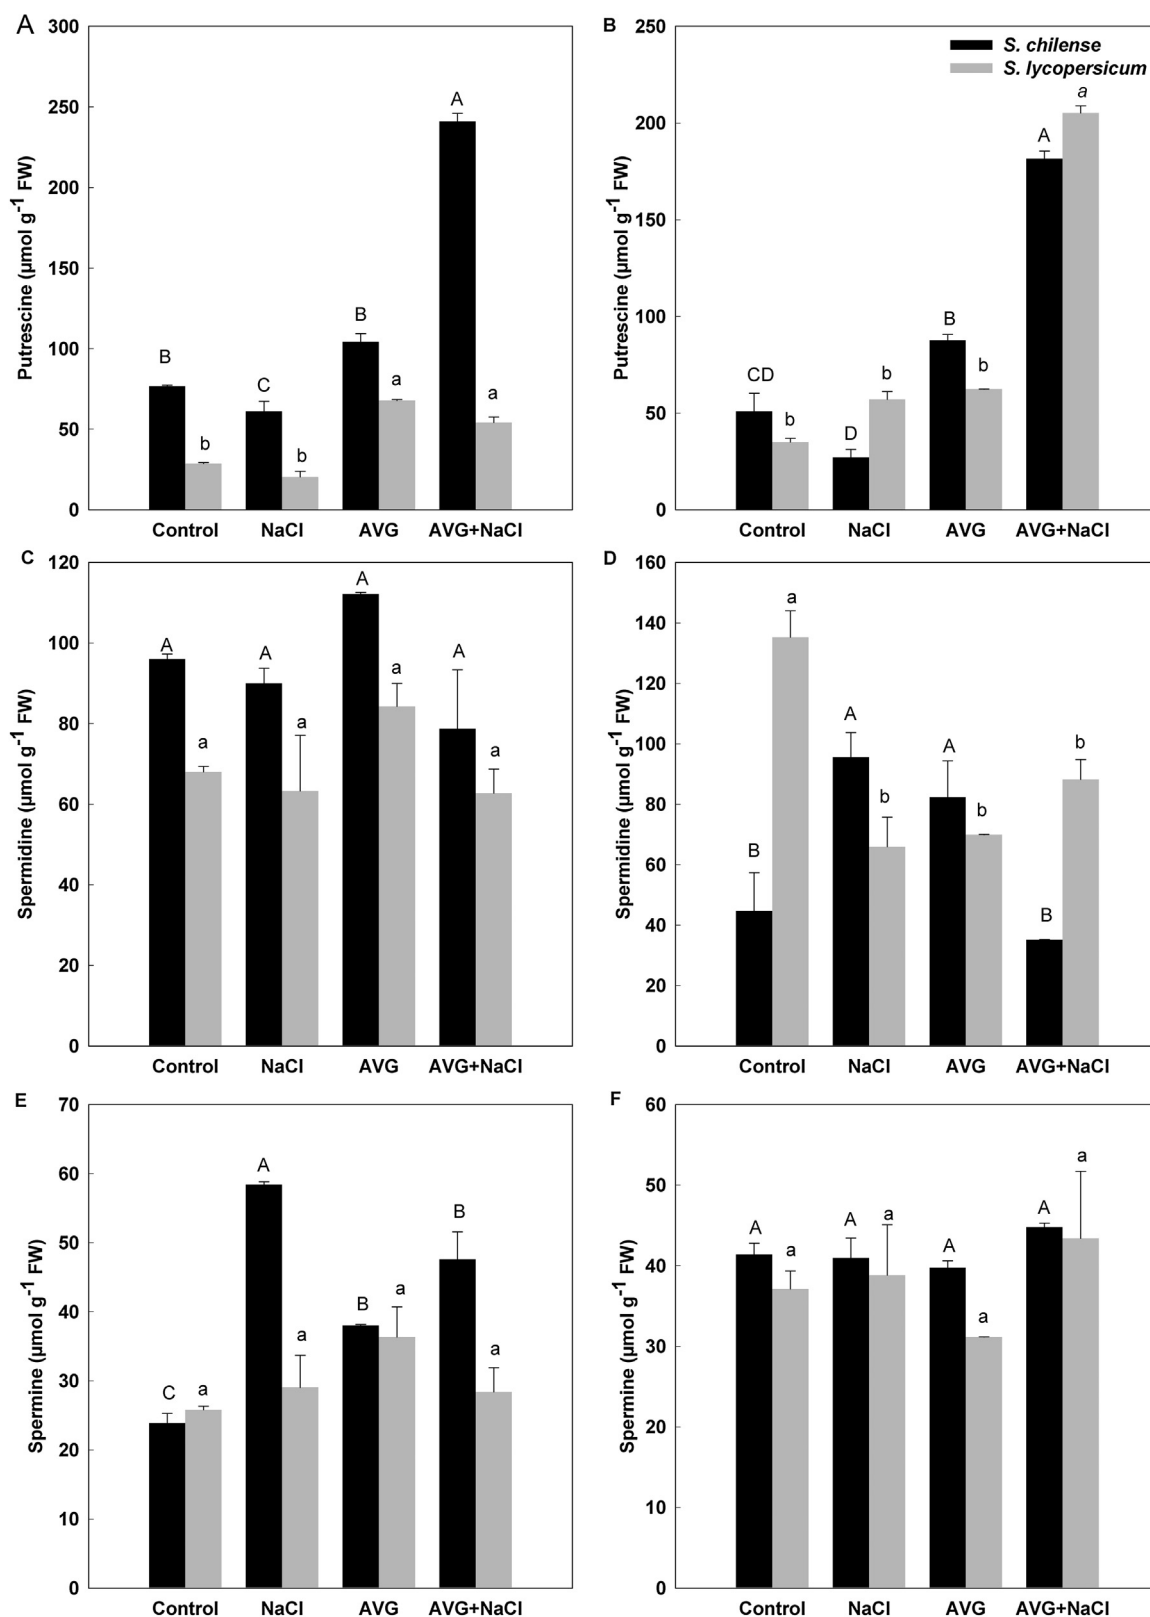 A
Putrescine (µmol g-1 FW)
300
250
200
150
100
50
0
B
b
C
b
B
a
A
a
Control NaCl AVG AVG+NaCl
B
Putrescine (µmol g-1 FW)
250
200
150
100
50
0
S. chilense
S. lycopersicum
CD
b
D
b
B
b
A
a
Control NaCl AVG AVG+NaCl
C
Spermidine (µmol g-1 FW)
120
100
80
60
40
20
0
A
a
A
a
A
a
A
a
Control NaCl AVG AVG+NaCl
D
Spermidine (µmol g-1 FW)
160
140
120
100
80
60
40
20
0
B
a
A
b
A
b
B
b
Control NaCl AVG AVG+NaCl
E
Spermine (µmol g-1 FW)
70
60
50
40
30
20
10
0
C
a
A
a
B
a
B
a
Control NaCl AVG AVG+NaCl
F
Spermine (µmol g-1 FW)
60
50
40
30
20
10
0
A
a
A
a
A
a
A
a
Control NaCl AVG AVG+NaCl